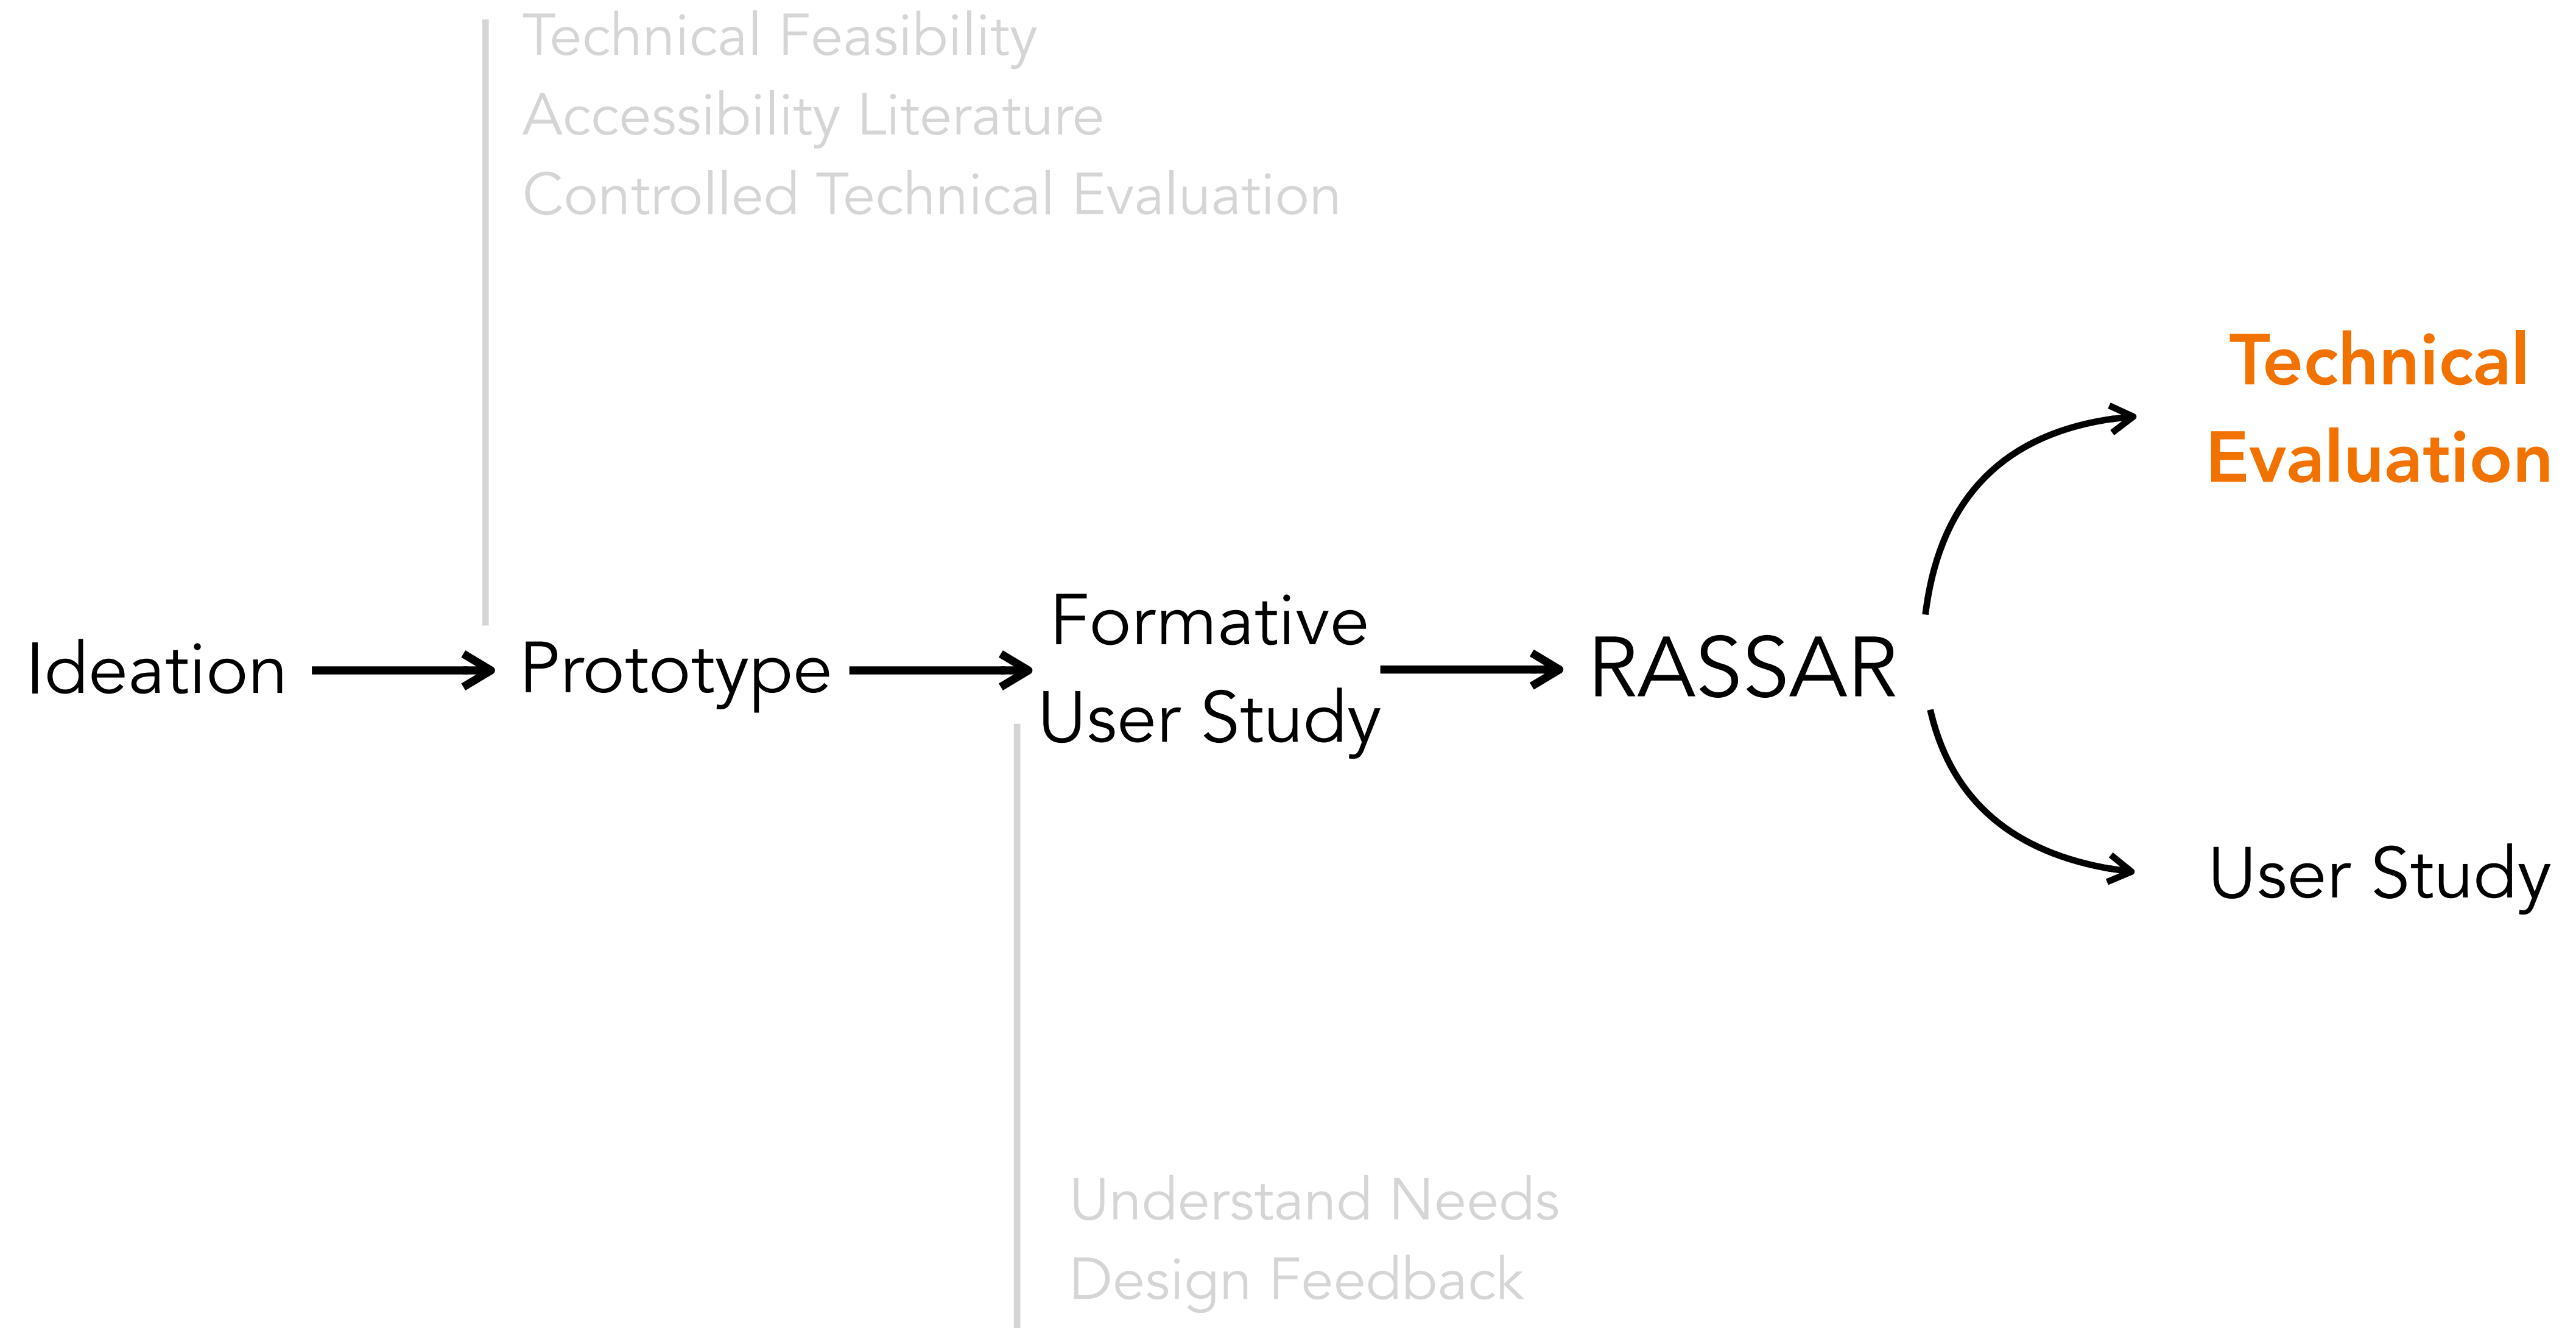 Technical Feasibility
Accessibility Literature
Controlled Technical Evaluation
Ideation
Prototype
Formative
User Study
RASSAR
Technical
Evaluation
User Study
Understand Needs
Design Feedback